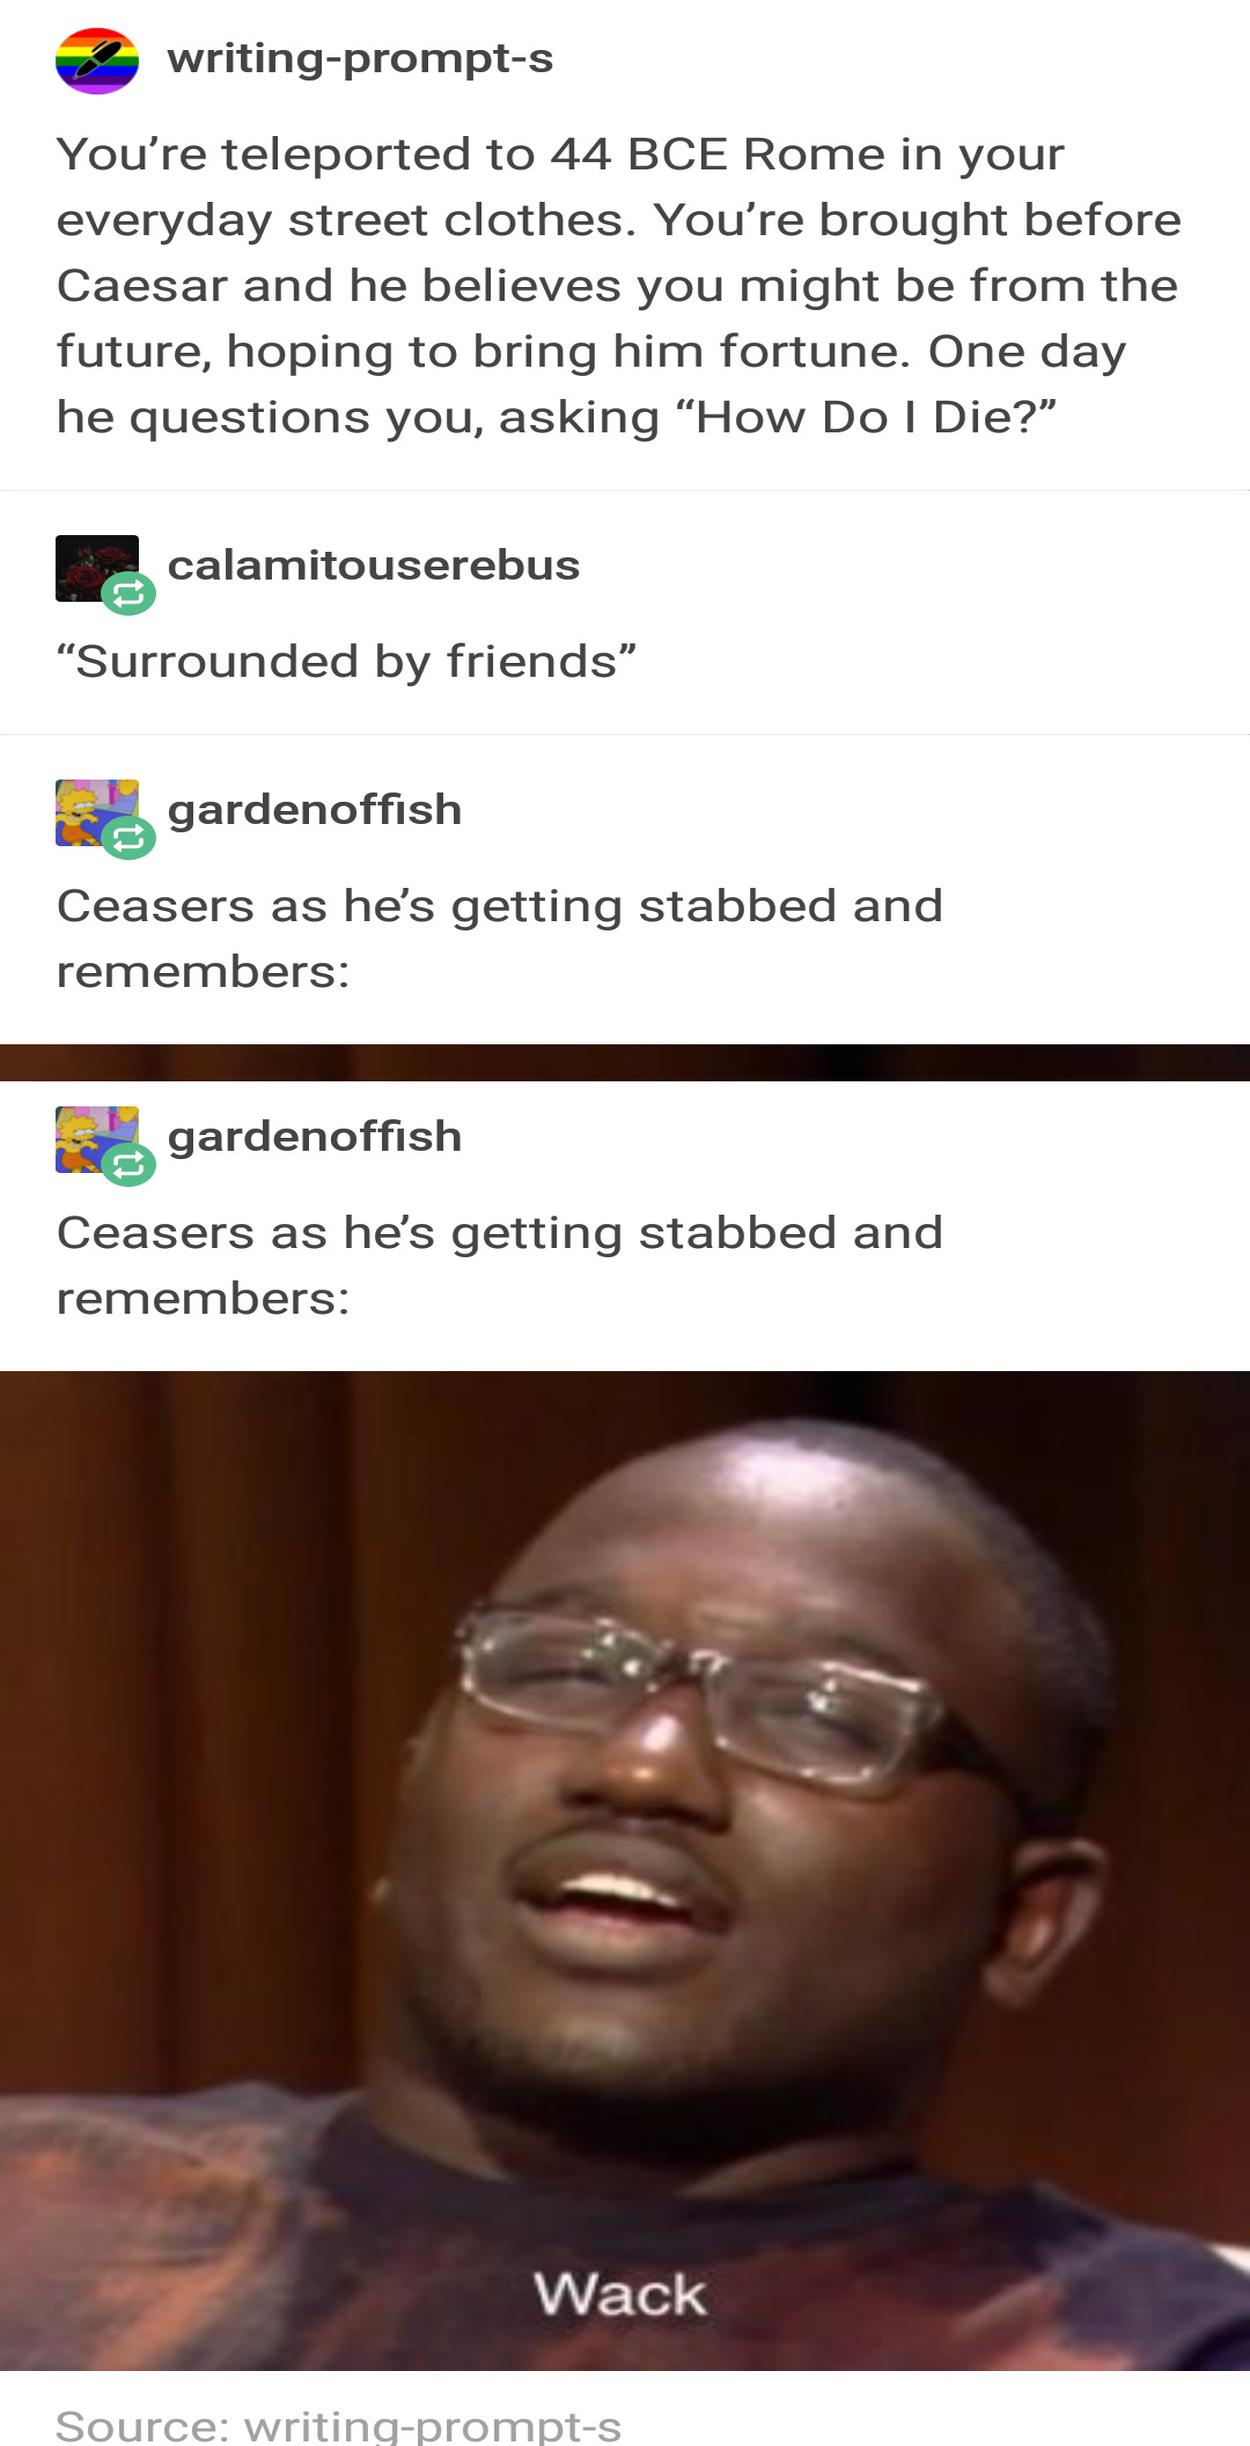 writing-prompt-s
You’re teleported to 44 BCE Rome in your
everyday street clothes. You’re brought before
Caesar and he believes you might be from the
future, hoping to bring him fortune. One day
he questions you, asking “How Do I Die?”
calamitouserebus
“Surrounded by friends”
gardenoffish
Ceasers as he’s getting stabbed and
remembers:
gardenoffish
Ceasers as he’s getting stabbed and
remembers:
Wack
Source: writing-prompt-s